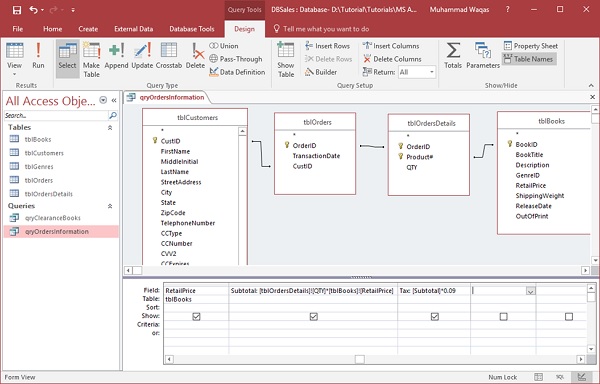 Query Tools
DBSales : Database- D:\Tutorial\Tutorials\MS A...
Muhammad Waqas
File
Home
Create
External Data
Database Tools
Design
Tell me what you want to do...
View
Run
Results
Select
Make Table
Append
Update
Crosstab
Delete
Union
Pass-Through
Data Definition
Query Type
Show Table
Insert Rows
Delete Rows
Builder
Insert Columns
Delete Columns
Return: All
Query Setup
Totals
Parameters
Property Sheet
Table Names
Show/Hide
All Access Obje...
Search...
Tables
tblBooks
tblCustomers
tblGenres
tblOrders
tblOrdersDetails
Queries
qryClearanceBooks
qryOrdersInformation
qryOrdersInformation
tblCustomers
*
CustID
FirstName
MiddleInitial
LastName
StreetAddress
City
State
ZipCode
TelephoneNumber
CCType
CCNumber
CVV2
CCExpires
tblOrders
*
OrderID
TransactionDate
CustID
tblOrdersDetails
*
OrderID
Product#
QTY
tblBooks
*
BookID
BookTitle
Description
GenreID
RetailPrice
ShippingWeight
ReleaseDate
OutOfPrint
Field: RetailPrice Subtotal: [tblOrdersDetails]![QTY]*[tblBooks]![RetailPrice] Tax: [Subtotal]*0.09
Table: tblBooks
Sort:
Show:
Criteria:
or:
Form View
Num Lock
SQL